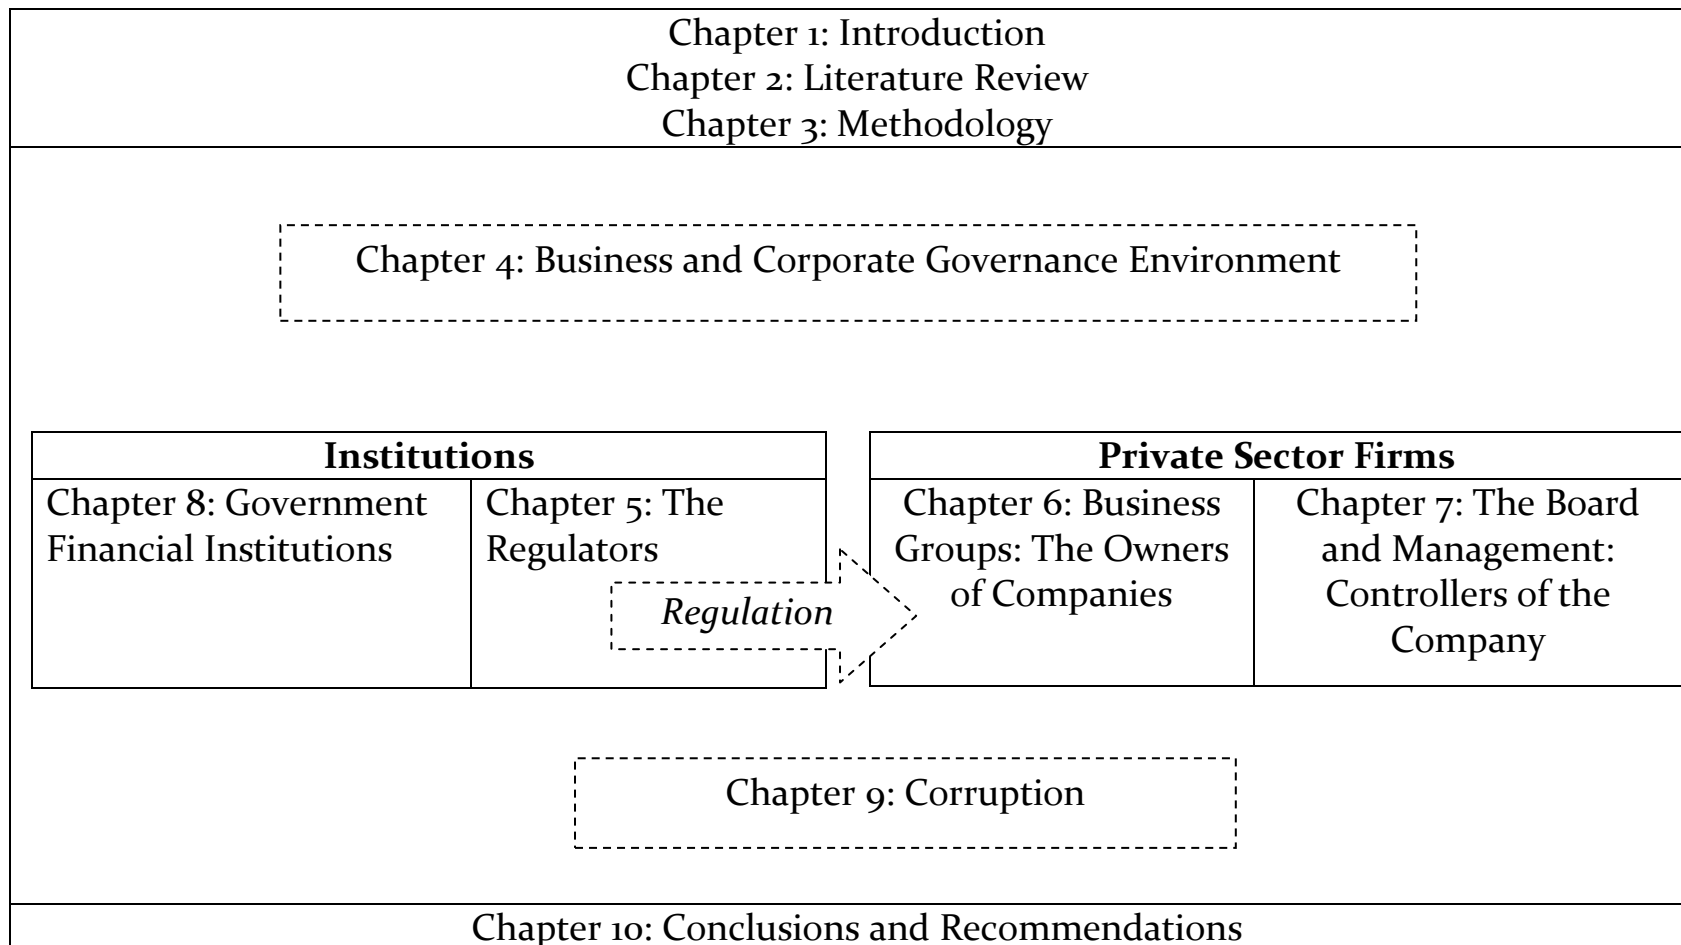 Chapter 1: Introduction
Chapter 2: Literature Review
Chapter 3: Methodology
Chapter 4: Business and Corporate Governance Environment
Institutions
Chapter 8: Government
Financial Institutions
Chapter 5: The
Regulators
Regulation
Private Sector Firms
Chapter 6: Business
Groups: The Owners
of Companies
Chapter 7: The Board
and Management:
Controllers of the
Company
Chapter 9: Corruption
Chapter 10: Conclusions and Recommendations